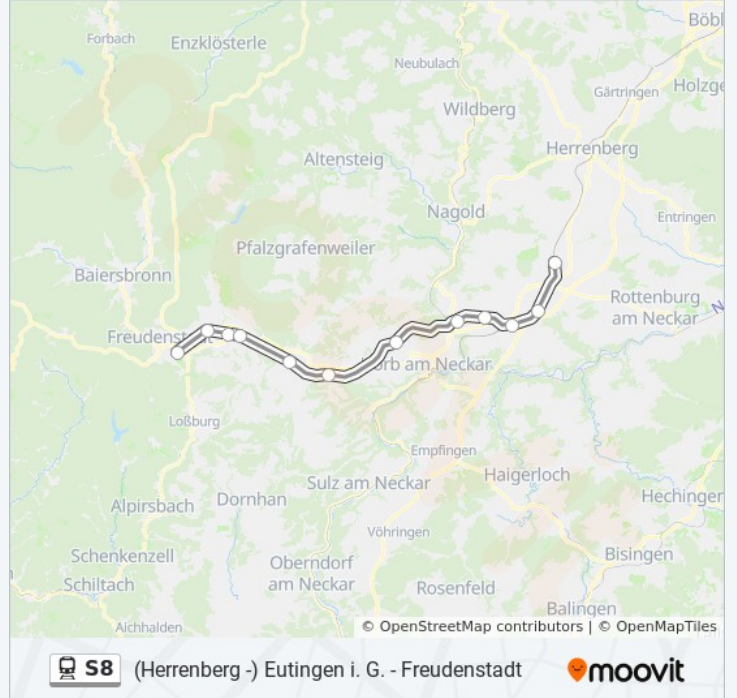 Böbl
Forbach
Enzklösterle
Neubulach
Holzge
Gärtringen
Wildberg
Herrenberg
Altensteig
Nagold
Entringen
Pfalzgrafenweiler
Baiersbronn
Rottenburg
am Neckar
N
Freudenst
orb am Neckar
Loßburg
Empfingen
Haigerloch
Sulz am Neckar
Hechinger
Dornhan
Alpirsbach
Vöhringen
Schenkenzell
Bisingen
Oberndorf
am Neckar
Schiltach
Rosenfeld
Balingen
Aichhalden
© OpenStreetMap contributors | © OpenMapTiles
S8 (Herrenberg -) Eutingen i. G. - Freudenstadt moovit